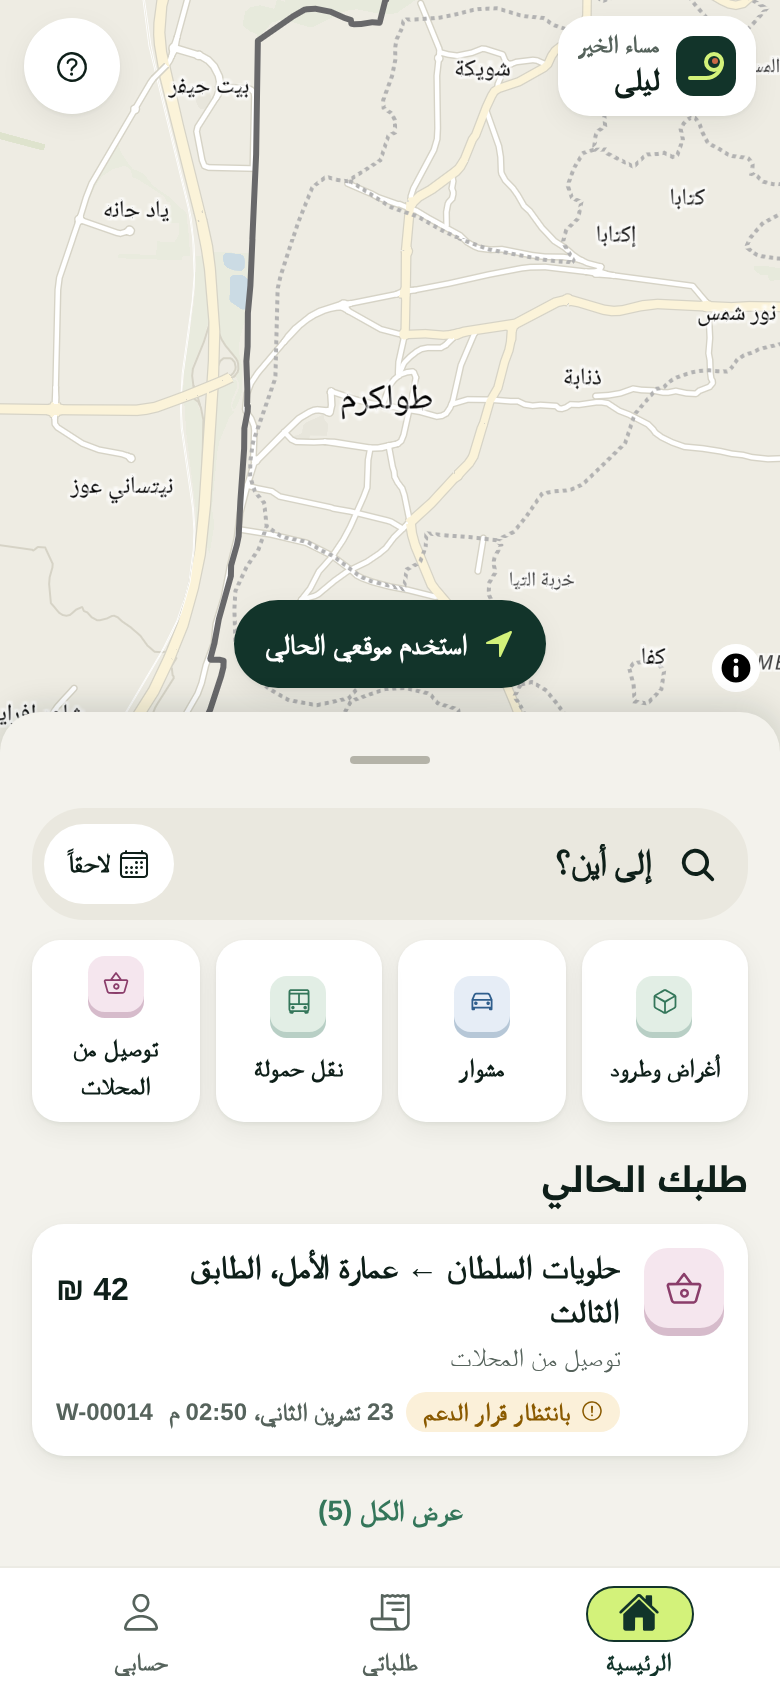 مساء الخير
ليلى
شويكة
بيت حيفر
كتابا
ياد حانه
إكتابا
نور شمس
ذنابة
طولكرم
نيتساني عوز
خربة التيا
استخدم موقعي الحالي
كفا
إلى أين؟
لاحقاً
أغراض وطرود
مشوار
نقل حمولة
توصيل من
المحلات
طلبك الحالي
حلويات السلطان ← عمارة الأمل، الطابق
الثالث
42 ₪
توصيل من المحلات
بانتظار قرار الدعم
23 تشرين الثاني، 02:50 م
W-00014
عرض الكل (5)
الرئيسية
طلباتي
حسابي